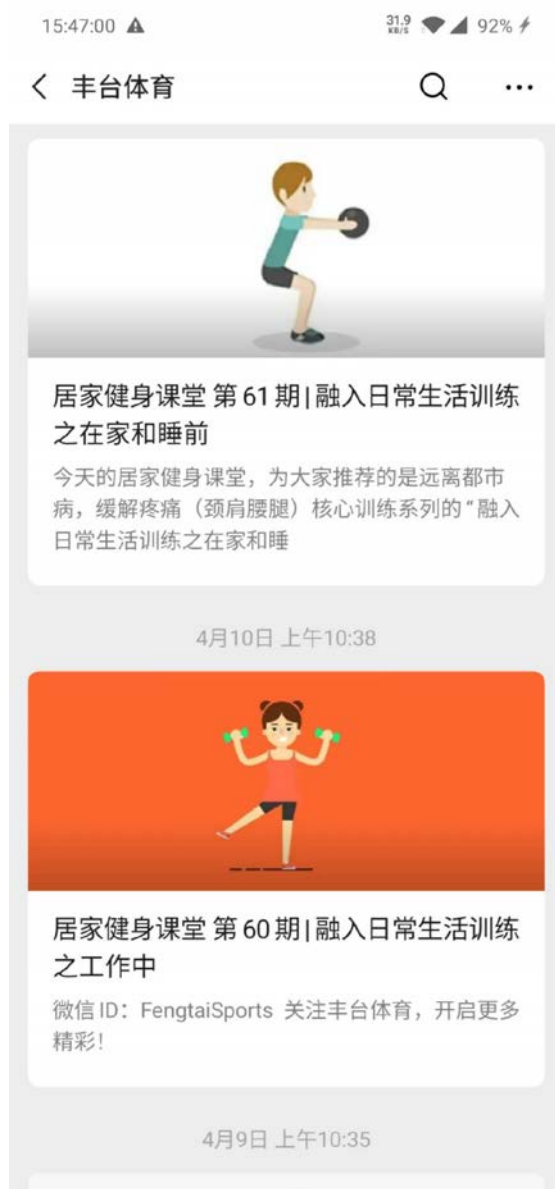 15:47:00
31.9
KB/S
92%
丰台体育
居家健身课堂 第 61 期|融入日常生活训练
之在家和睡前
今天的居家健身课堂，为大家推荐的是远离都市
病，缓解疼痛（颈肩腰腿）核心训练系列的“融入
日常生活训练之在家和睡
4月10日 上午10:38
居家健身课堂 第 60 期|融入日常生活训练
之工作中
微信 ID：FengtaiSports 关注丰台体育，开启更多
精彩！
4月9日 上午10:35